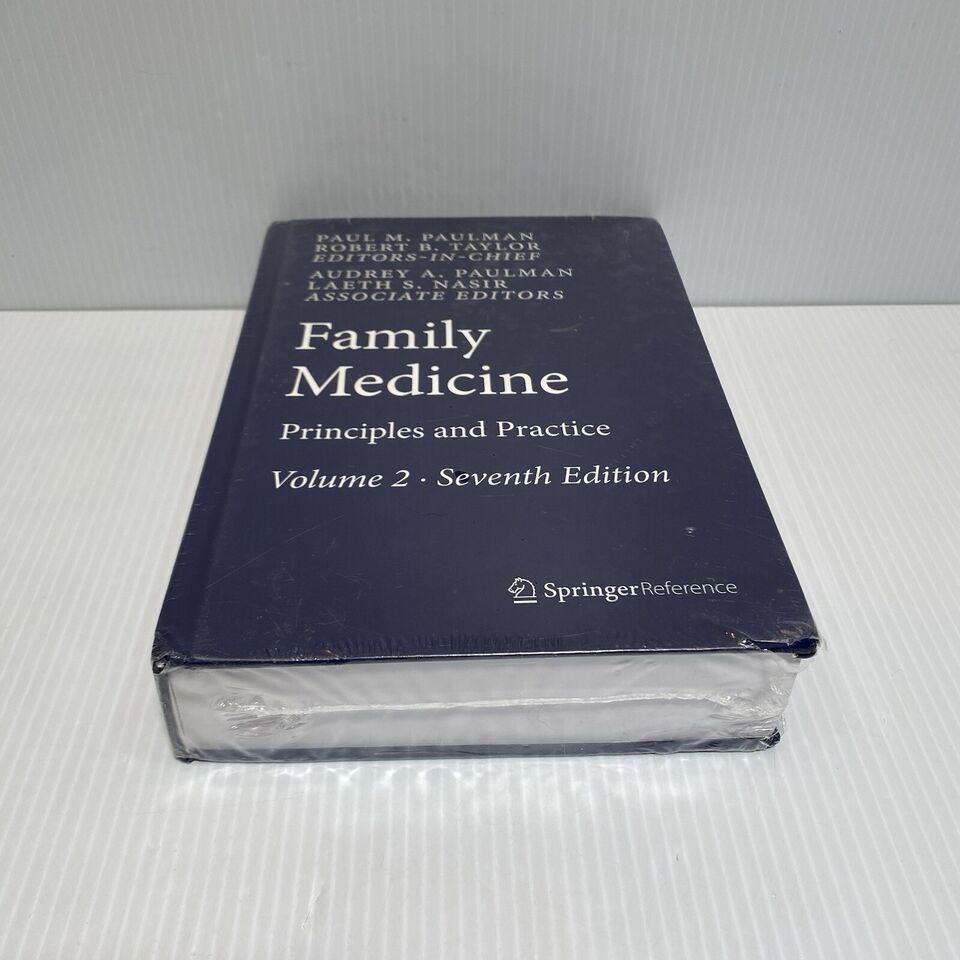 PAUL M. PAULMAN
ROBERT B. TAYLOR
EDITORS-IN-CHIEF
AUDREY A. PAULMAN
LAETH S. NASIR
ASSOCIATE EDITORS
Family
Medicine
Principles and Practice
Volume 2 · Seventh Edition
SpringerReference